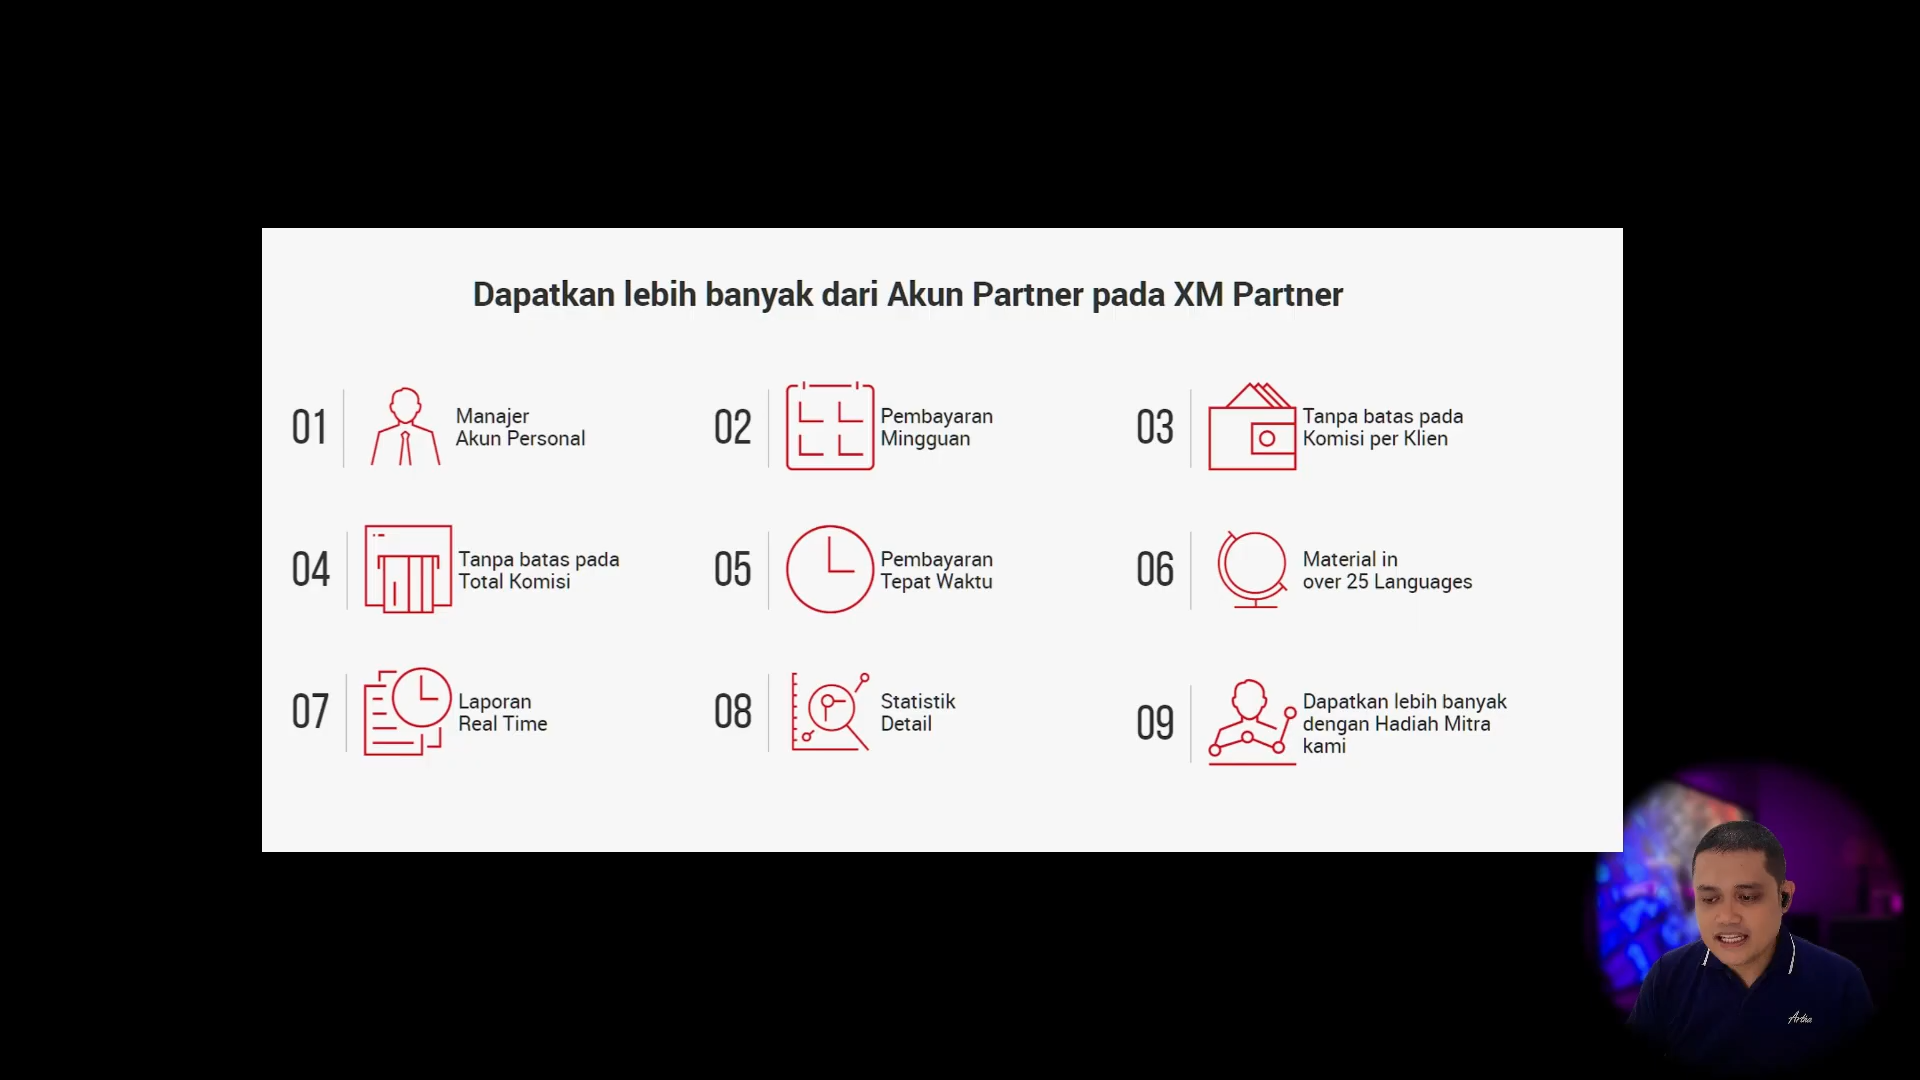 Dapatkan lebih banyak dari Akun Partner pada XM Partner
01
Manajer
Akun Personal
02
Pembayaran
Mingguan
03
Tanpa batas pada
Komisi per Klien
04
Tanpa batas pada
Total Komisi
05
Pembayaran
Tepat Waktu
06
Material in
over 25 Languages
07
Laporan
Real Time
08
Statistik
Detail
09
Dapatkan lebih banyak
dengan Hadiah Mitra
kami
Artha